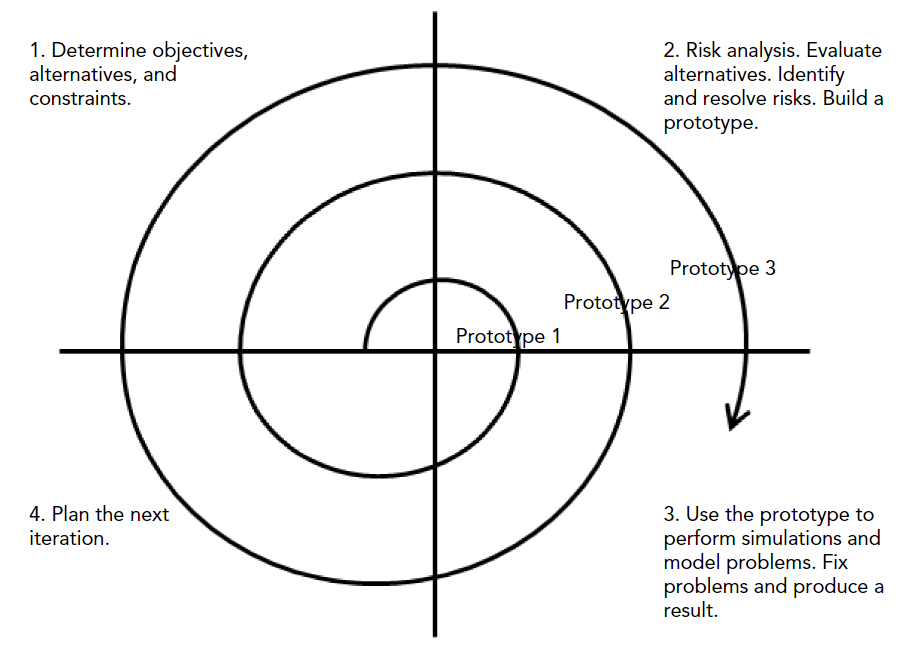 1. Determine objectives,
alternatives, and
constraints.
2. Risk analysis. Evaluate
alternatives. Identify
and resolve risks. Build a
prototype.
Prototype 3
Prototype 2
Prototype 1
4. Plan the next
iteration.
3. Use the prototype to
perform simulations and
model problems. Fix
problems and produce a
result.